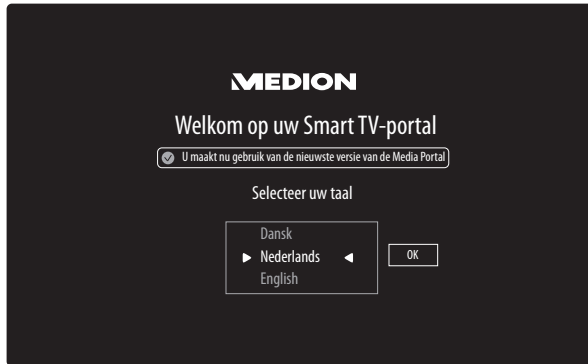 MEDION
Welkom op uw Smart TV-portal
U maakt nu gebruik van de nieuwste versie van de Media Portal
Selecteer uw taal
Dansk
Nederlands
OK
English